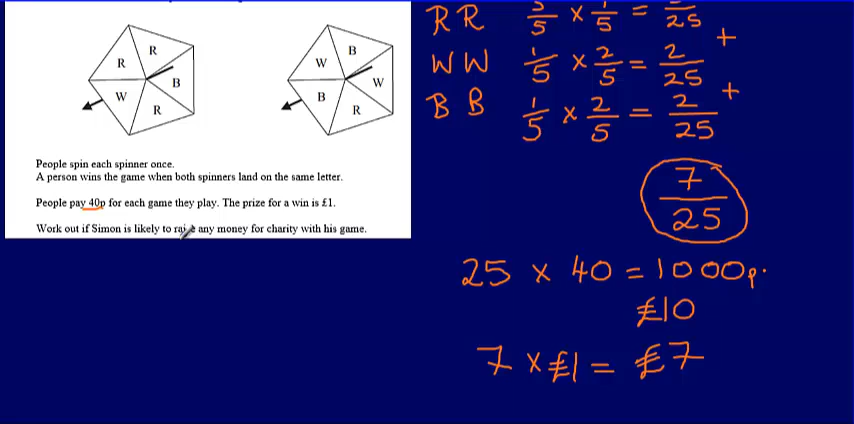 R
R
B
W
R
B
W
W
B
R
People spin each spinner once.
A person wins the game when both spinners land on the same letter.
People pay 40p for each game they play. The prize for a win is £1.
Work out if Simon is likely to raise any money for charity with his game.
R R 3/5 × 1/5 = 3/25 +
W W 1/5 × 2/5 = 2/25 +
B B 1/5 × 2/5 = 2/25
7/25
25 × 40 = 1000p.
£10
7 × £1 = £7